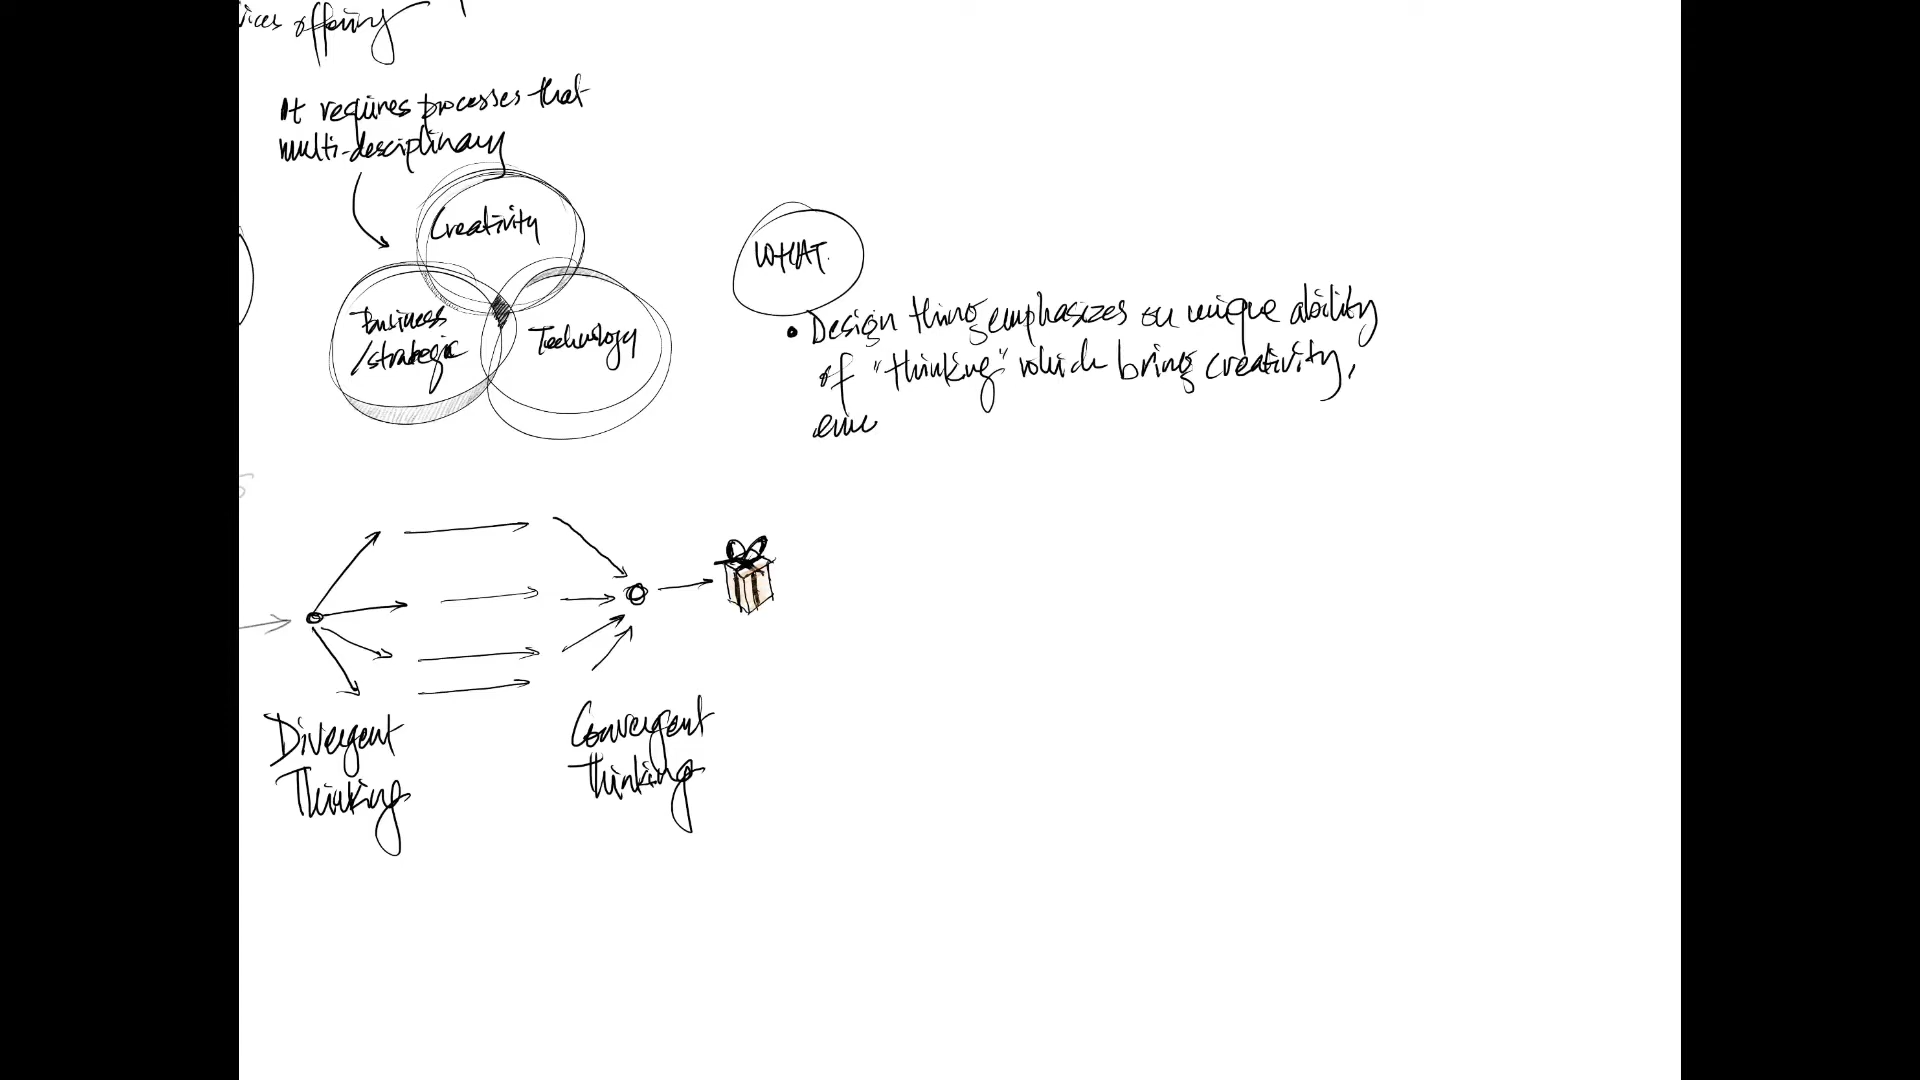 offering
It requires processes that
multi-desciplinary
Creativity
Business
/strategic
Technology
WHAT.
• Design thing emphasizes on unique ability
of "thinking" which bring creativity,
Divergent
Thinking
Convergent
Thinking